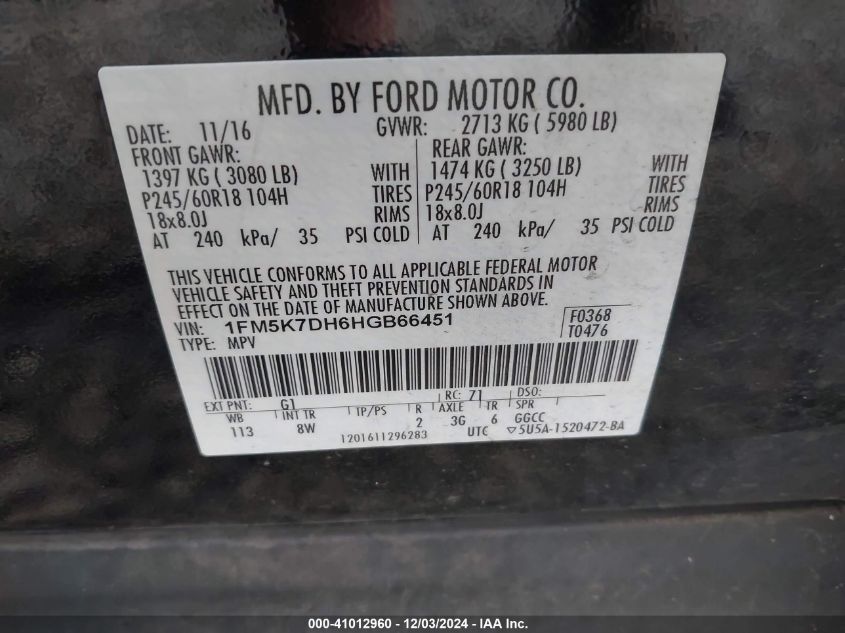 MFD. BY FORD MOTOR CO.
DATE: 11/16 GVWR: 2713 KG ( 5980 LB)
FRONT GAWR: REAR GAWR:
1397 KG ( 3080 LB) WITH 1474 KG ( 3250 LB) WITH
P245/60R18 104H TIRES P245/60R18 104H TIRES
18x8.0J RIMS 18x8.0J RIMS
AT 240 kPa/ 35 PSI COLD AT 240 kPa/ 35 PSI COLD
THIS VEHICLE CONFORMS TO ALL APPLICABLE FEDERAL MOTOR
VEHICLE SAFETY AND THEFT PREVENTION STANDARDS IN
EFFECT ON THE DATE OF MANUFACTURE SHOWN ABOVE.
VIN: 1FM5K7DH6HGB66451 F0368
TYPE: MPV T0476
EXT PNT: G1 RC: 71 DSO:
WB INT TR TP/PS R AXLE TR SPR
113 8W 2 3G 6 GGCC
1201611296283 UTC ▽5U5A-1520472-BA
000-41012960 - 12/03/2024 - IAA Inc.